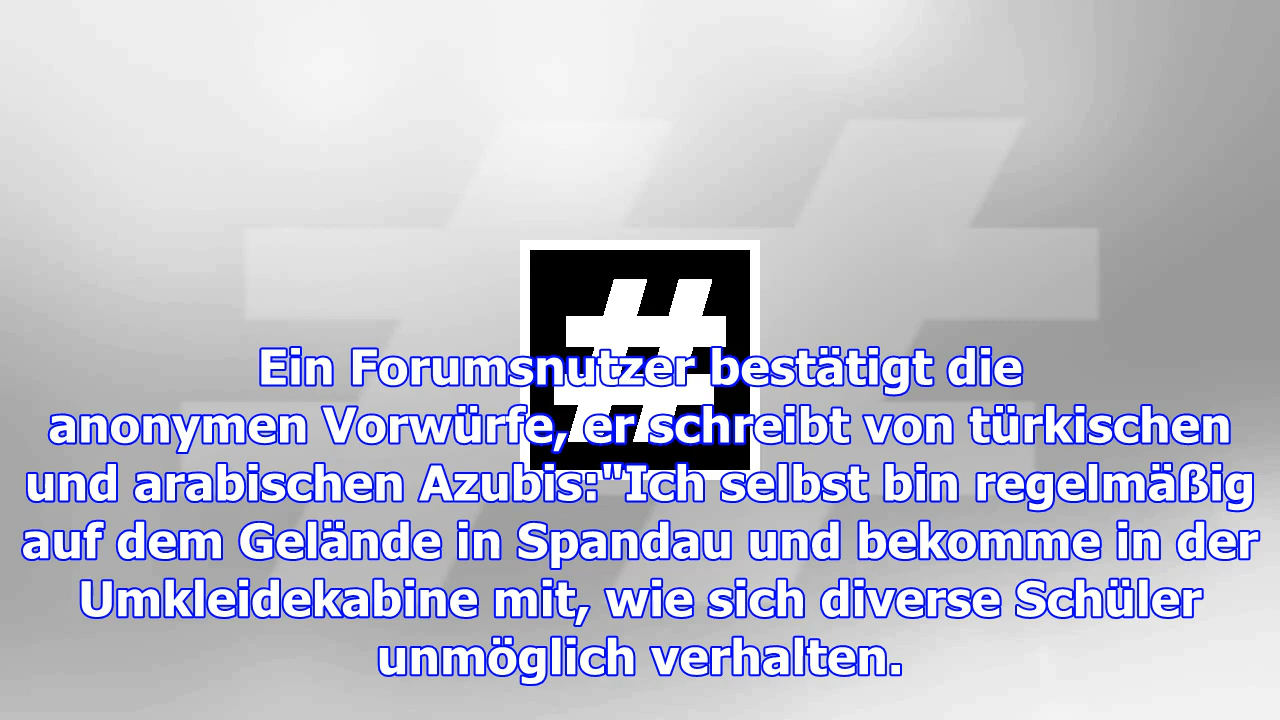 Ein Forumsnutzer bestätigt die
anonymen Vorwürfe, er schreibt von türkischen
und arabischen Azubis:"Ich selbst bin regelmäßig
auf dem Gelände in Spandau und bekomme in der
Umkleidekabine mit, wie sich diverse Schüler
unmöglich verhalten.